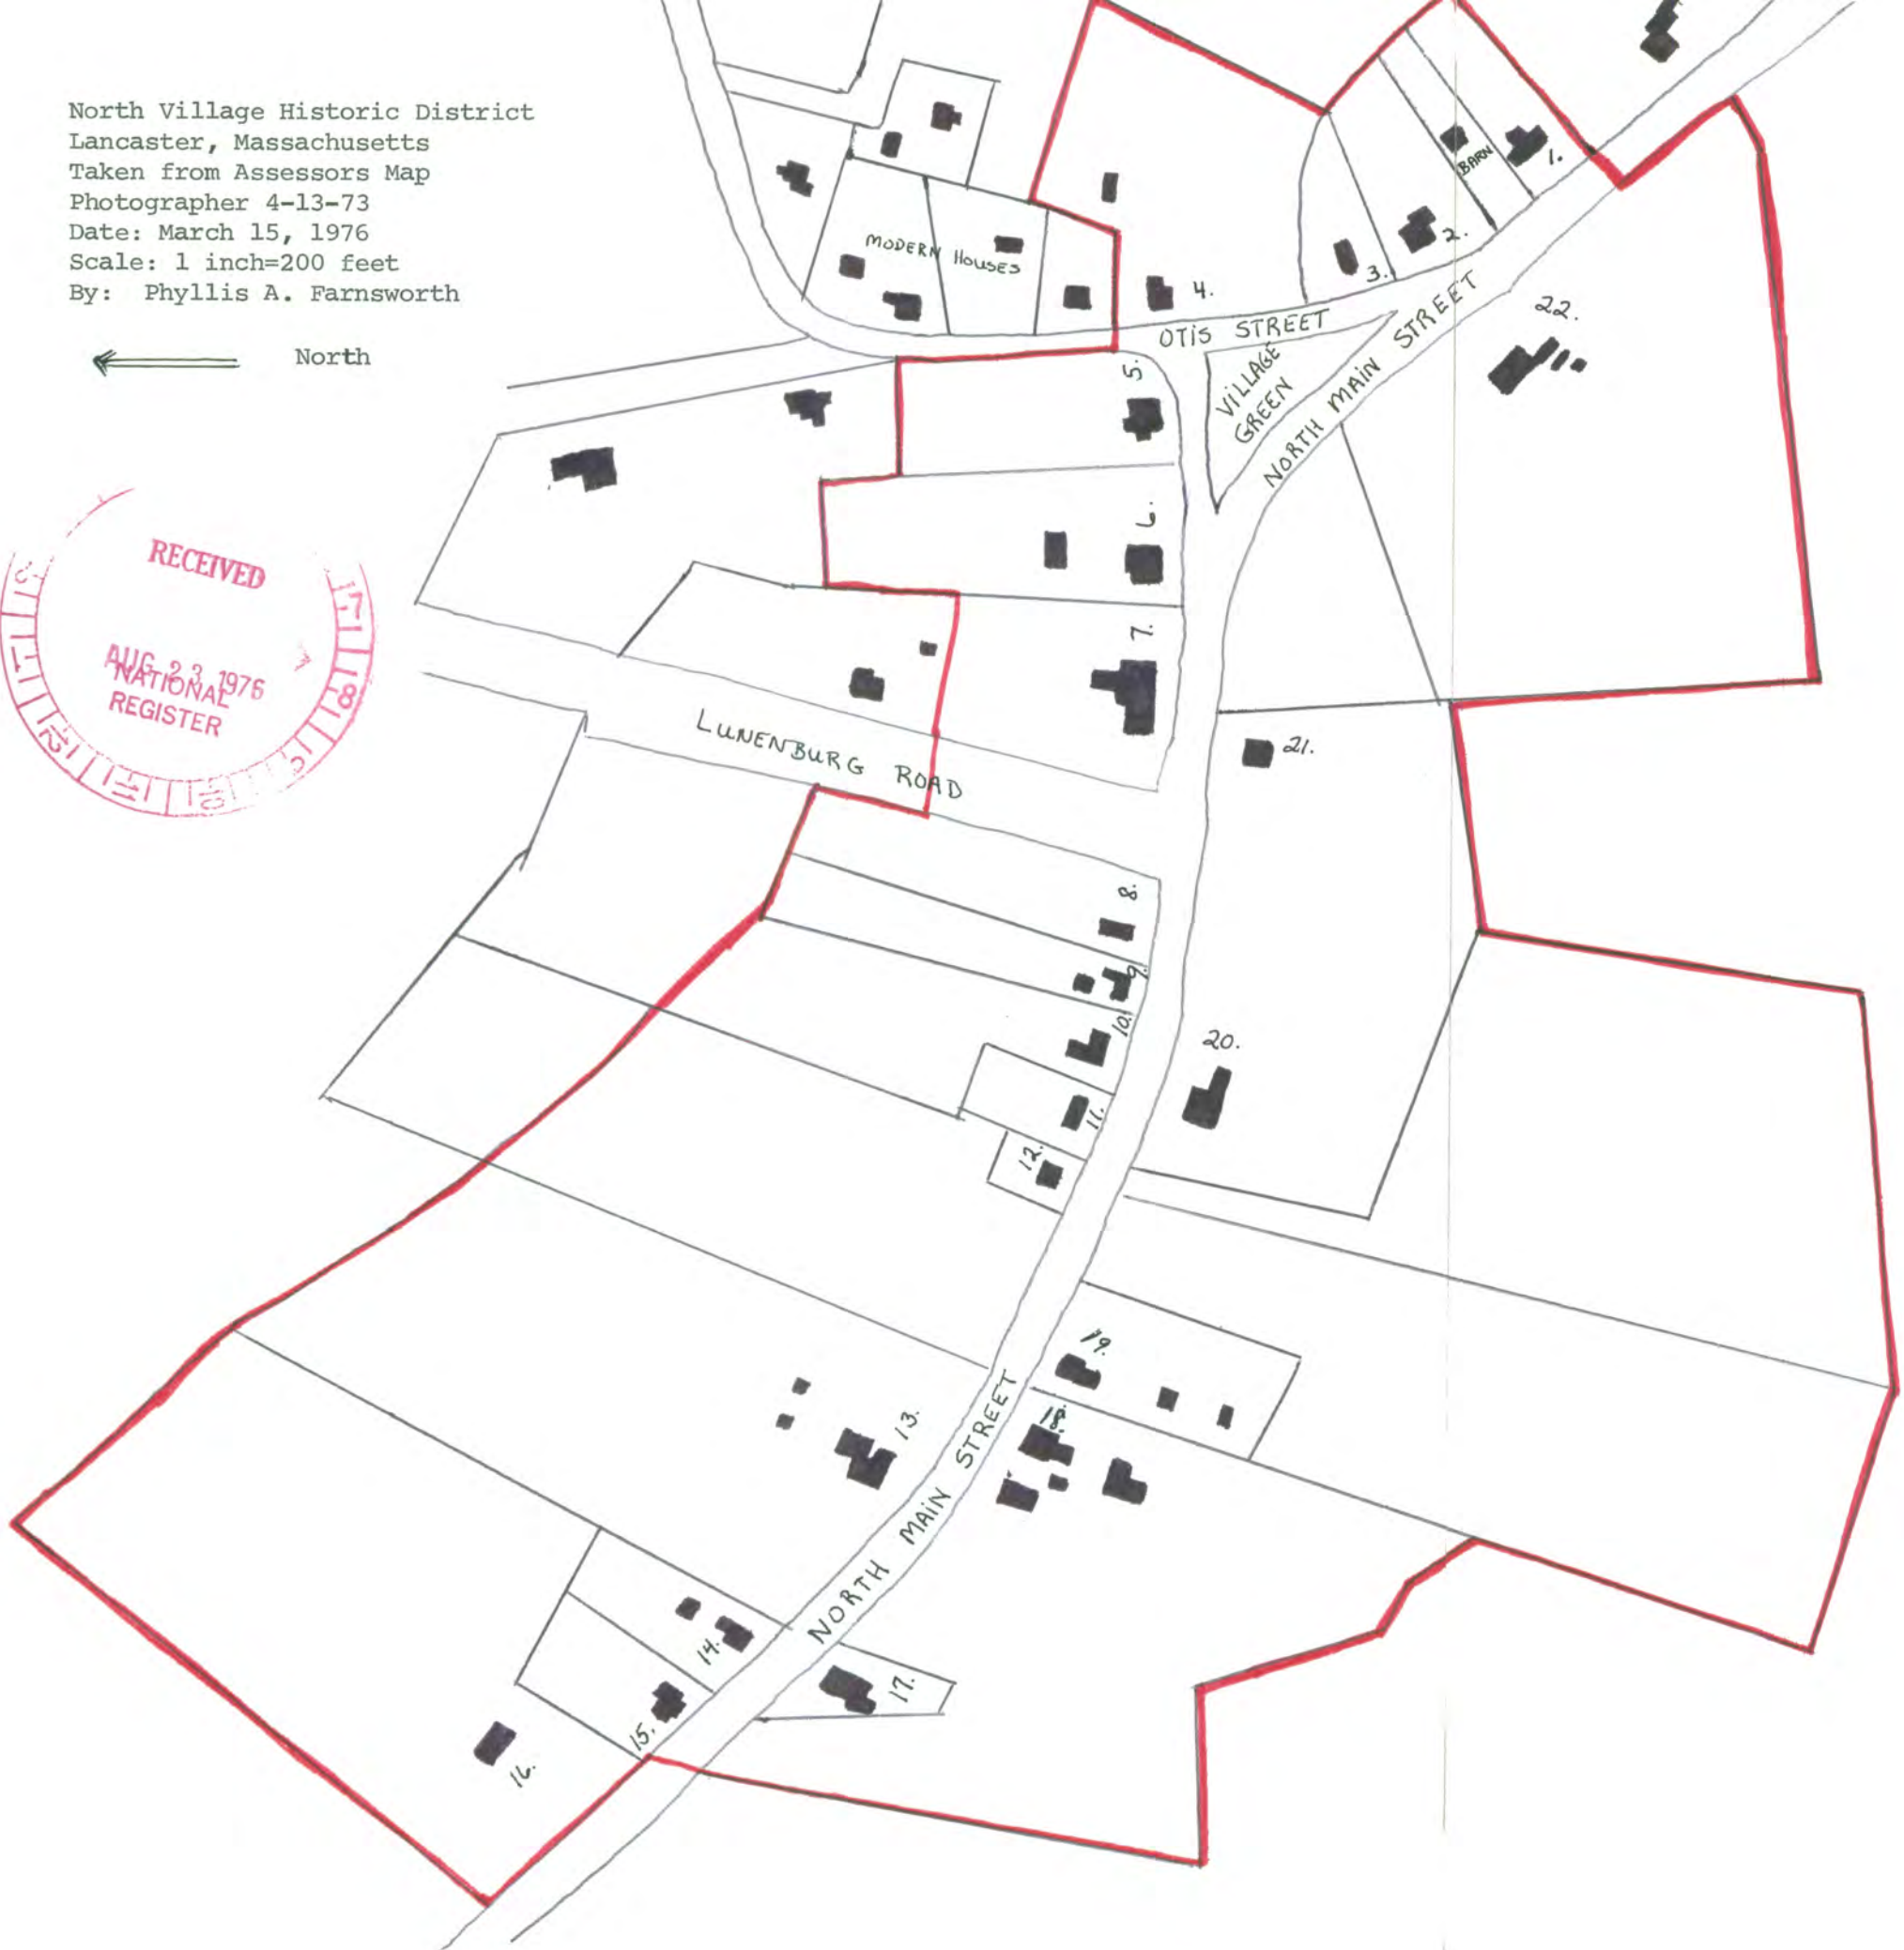 North Village Historic District
Lancaster, Massachusetts
Taken from Assessors Map
Photographer 4-13-73
Date: March 15, 1976
Scale: 1 inch=200 feet
By: Phyllis A. Farnsworth
North
BARN
1.
2.
3.
MODERN HOUSES
4.
OTIS STREET
22.
VILLAGE
GREEN
NORTH MAIN STREET
5.
6.
7.
RECEIVED
AUG 23 1976
NATIONAL
REGISTER
LUNENBURG ROAD
21.
8.
9.
10.
11.
12.
20.
19.
18.
13.
NORTH MAIN STREET
14.
15.
16.
17.